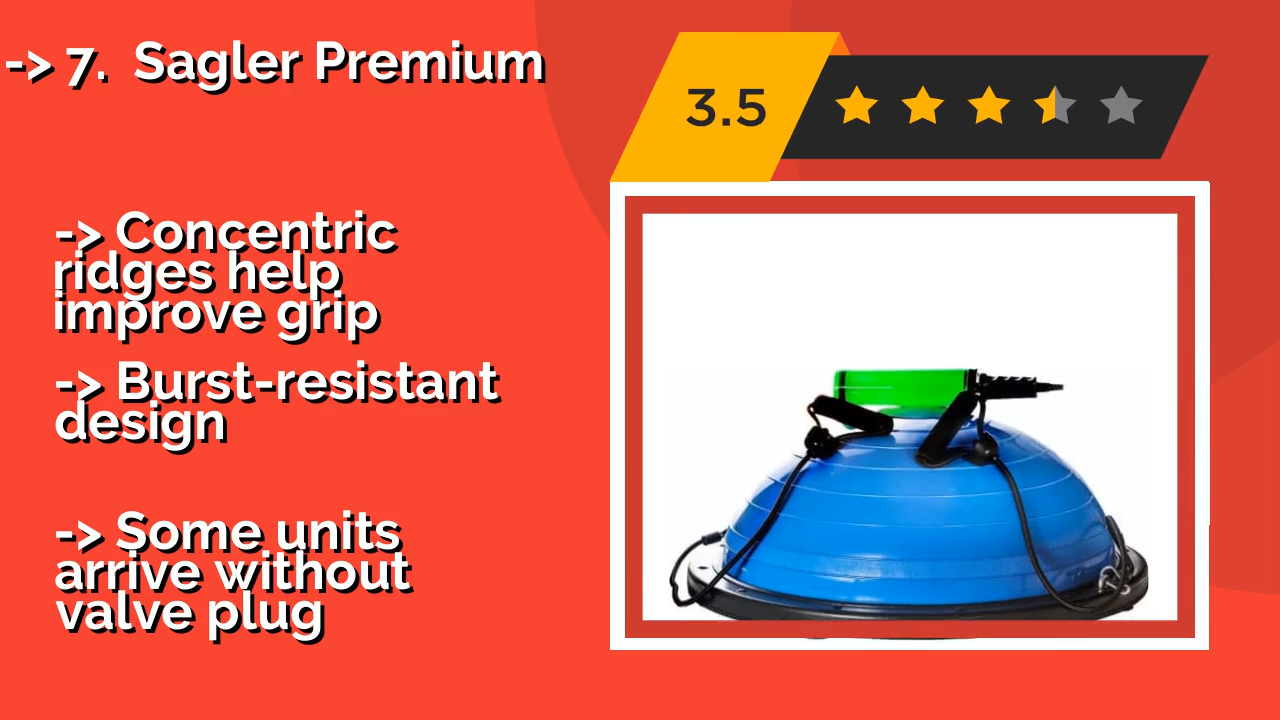 -> 7. Sagler Premium
3.5
-> Concentric
ridges help
improve grip
-> Burst-resistant
design
-> Some units
arrive without
valve plug